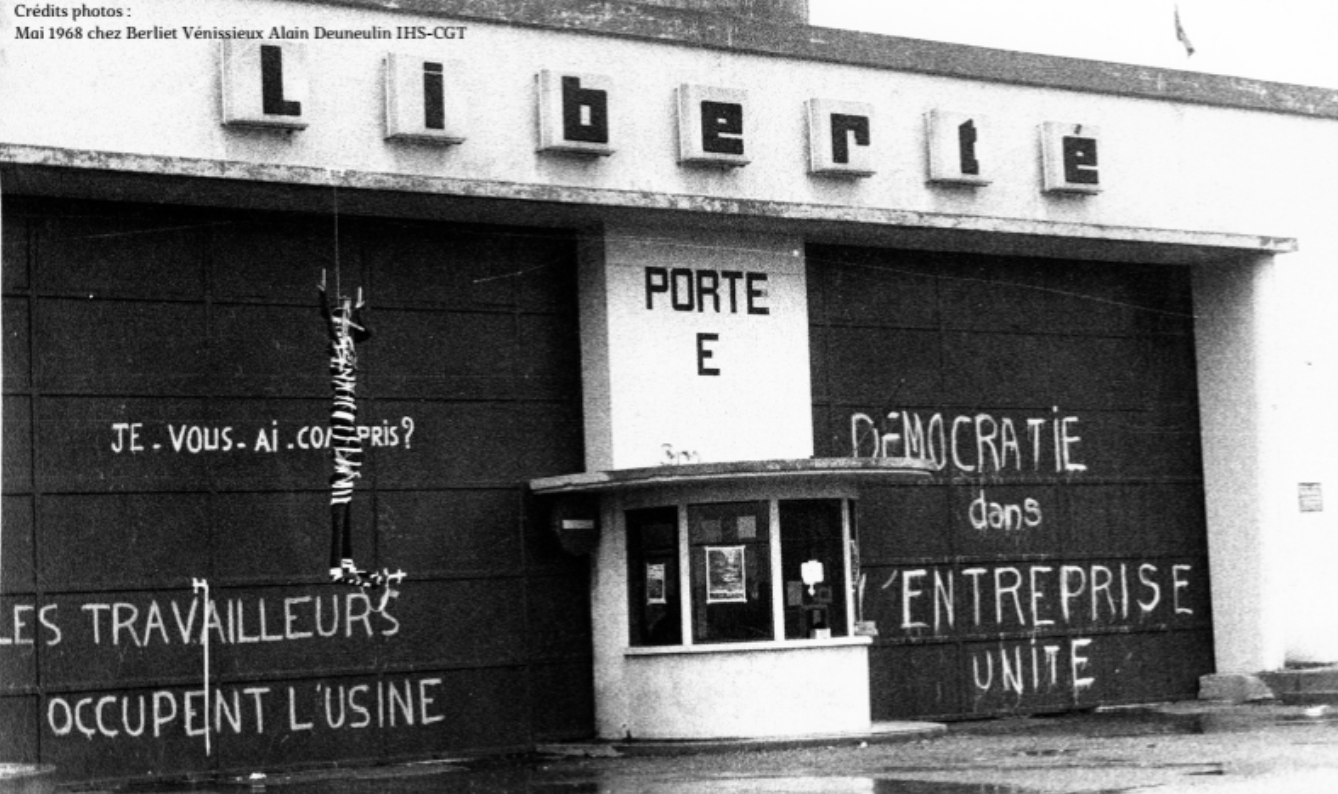 Crédits photos :
Mai 1968 chez Berliet Vénissieux Alain Deuneulin IHS-CGT
Liberté
PORTE
E
JE-VOUS-Ai-COMPRIS?
LES TRAVAILLEURS
OCCUPENT L'USINE
DÉMOCRATiE
dans
L'ENTREPRISE
UNiTE